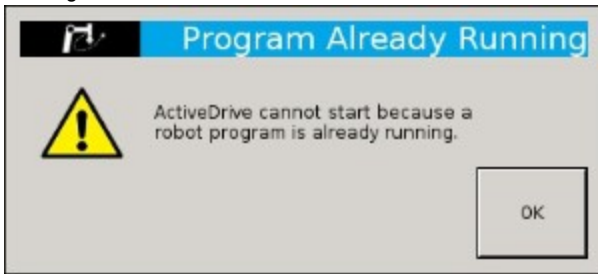 Program Already Running
ActiveDrive cannot start because a
robot program is already running.
OK